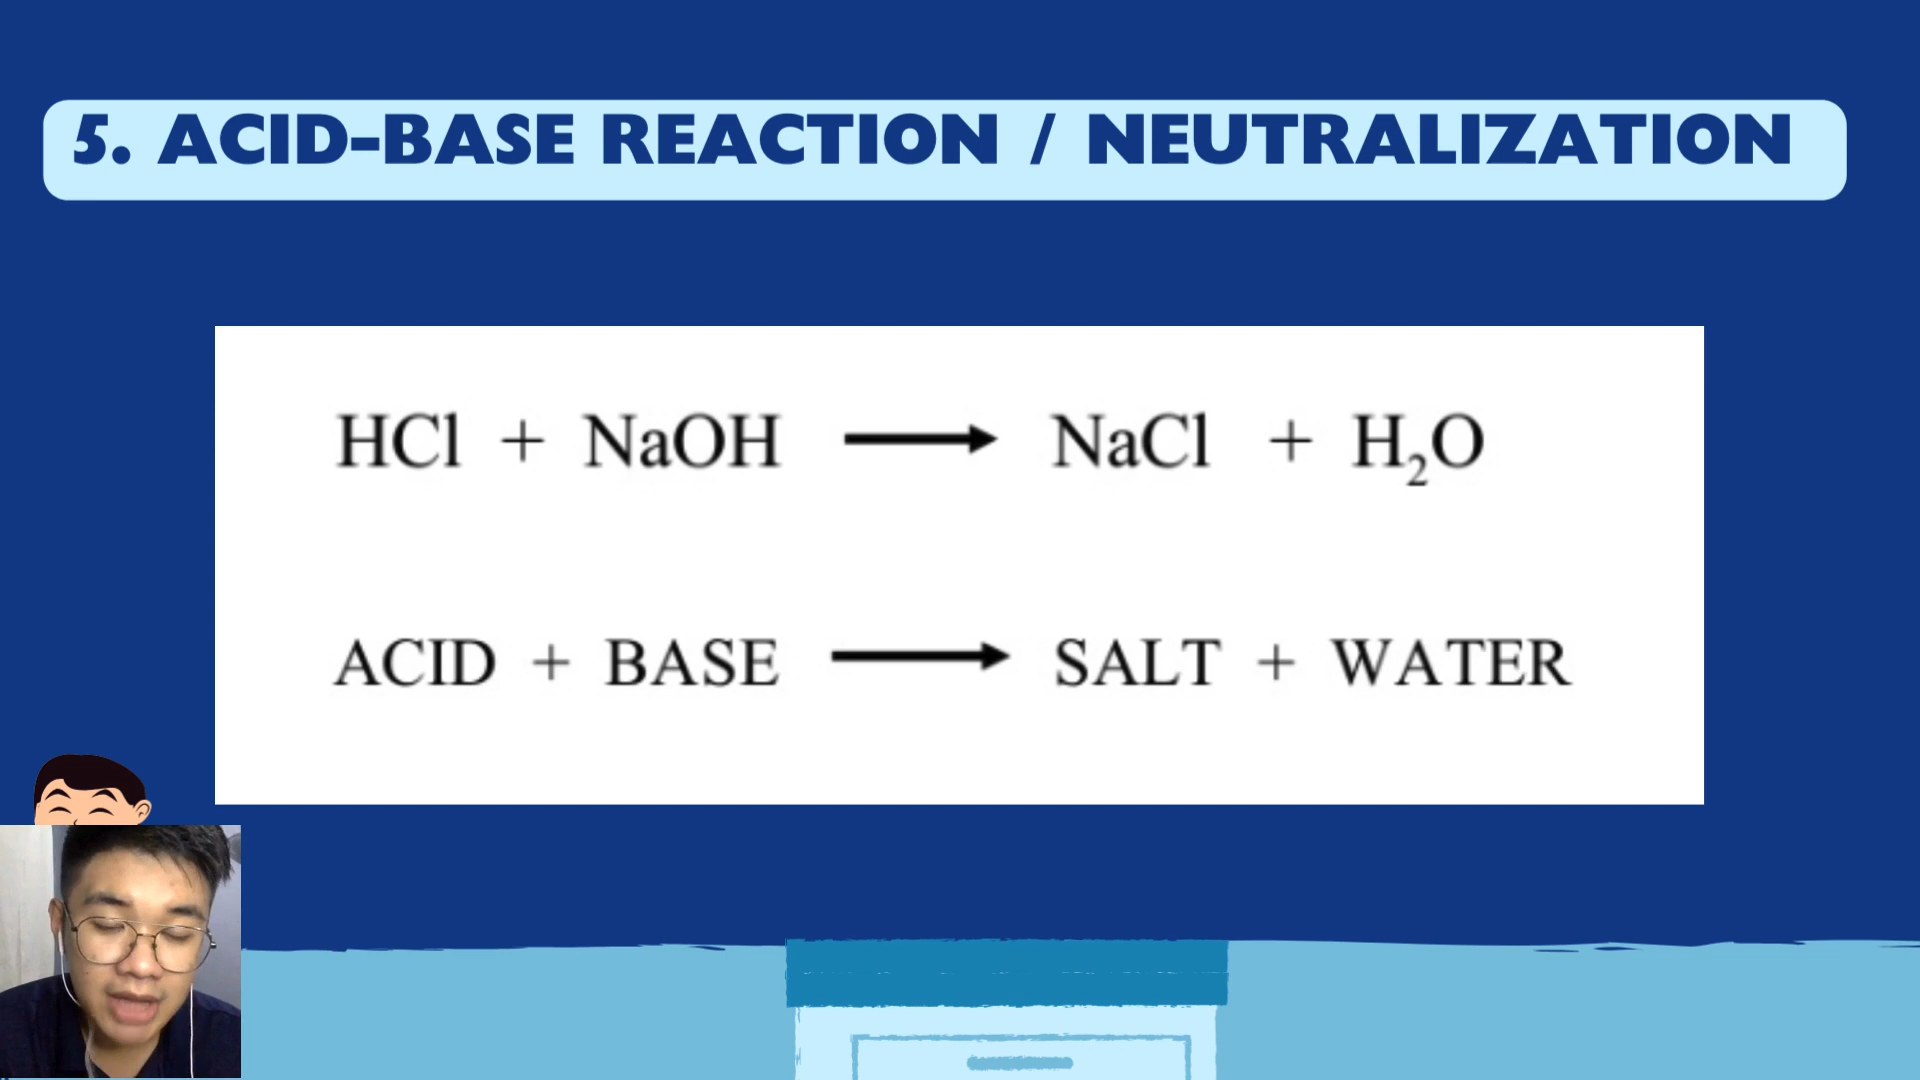 5. ACID-BASE REACTION / NEUTRALIZATION
HCl + NaOH ⟶ NaCl + H₂O
ACID + BASE ⟶ SALT + WATER